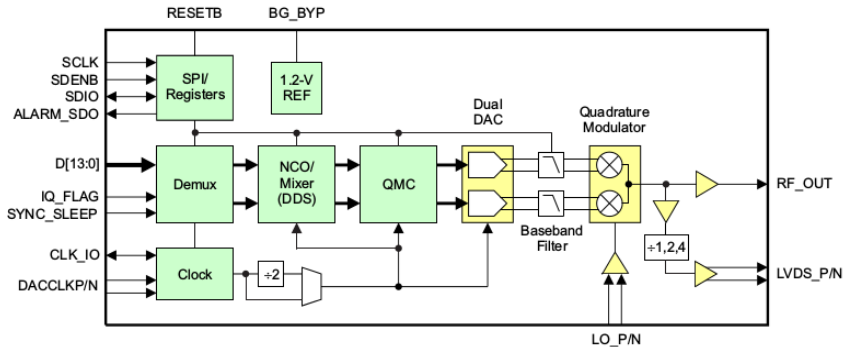 RESETB
BG_BYP
SCLK
SDENB
SDIO
ALARM_SDO
SPI/
Registers
1.2-V
REF
Dual
DAC
Quadrature
Modulator
D[13:0]
IQ_FLAG
SYNC_SLEEP
Demux
NCO/
Mixer
(DDS)
QMC
Baseband
Filter
RF_OUT
CLK_IO
DACCLKP/N
Clock
÷2
÷1,2,4
LVDS_P/N
LO_P/N